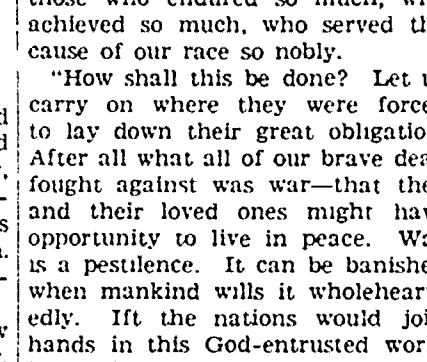 those who endured so much, w
achieved so much, who served th
cause of our race so nobly.
"How shall this be done? Let u
carry on where they were force
to lay down their great obligatio
After all what all of our brave dea
fought against was war—that the
and their loved ones might hav
opportunity to live in peace. Wa
is a pestilence. It can be banishe
when mankind wills it wholehear
edly. Ift the nations would joi
hands in this God-entrusted wor